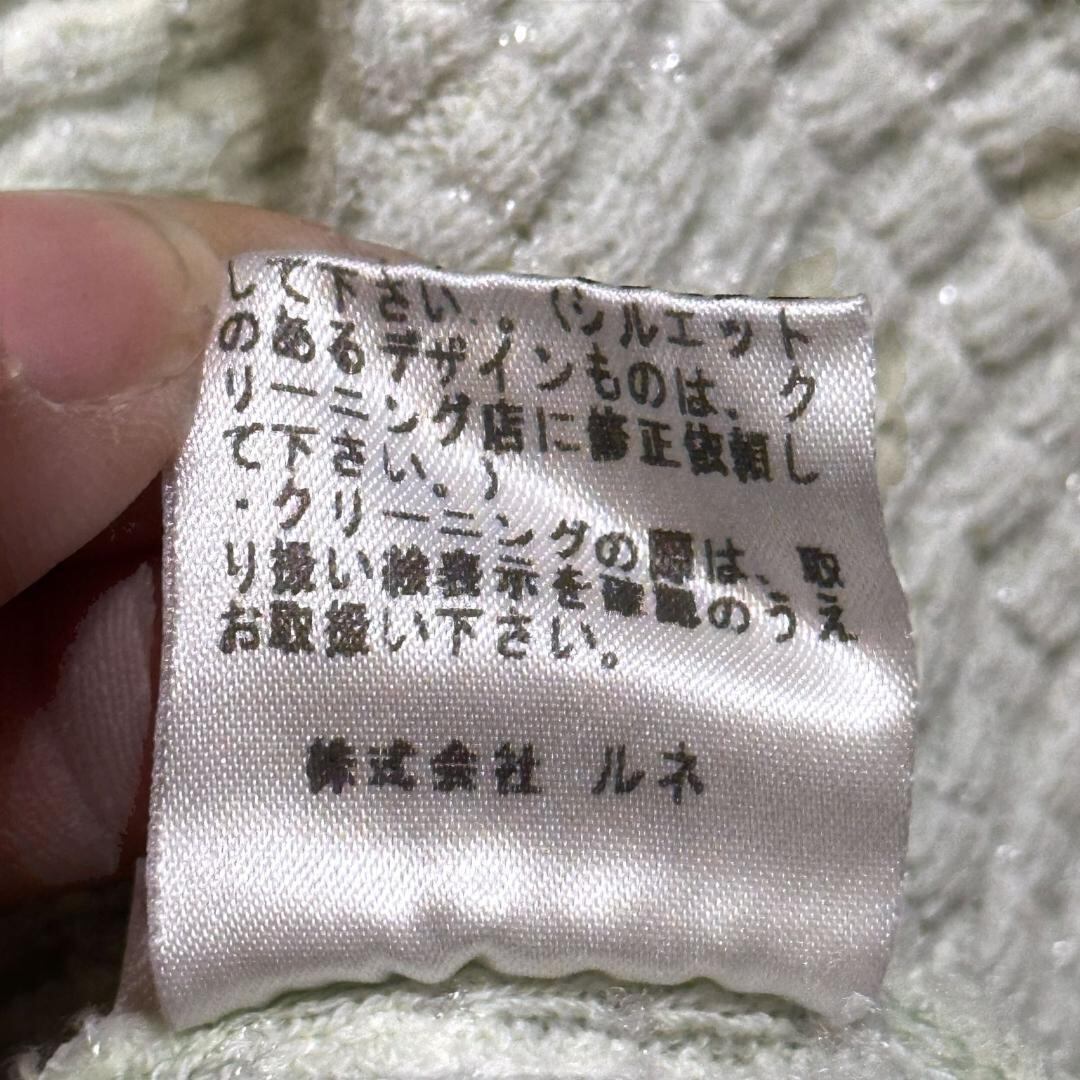 して下さい。(シルエット
のあるデザインものは、ク
リーニング店に修正依頼し
て下さい。)
・クリーニングの際は、取
り扱い絵表示を確認のうえ
お取扱い下さい。
株式会社 ルネ